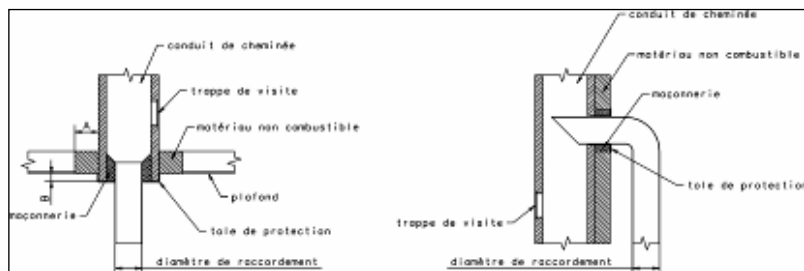 conduit de cheminée
trappe de visite
matériau non combustible
A
B
plafond
maçonnerie
tole de protection
diamètre de raccordement
conduit de cheminée
matériau non combustible
maçonnerie
tole de protection
trappe de visite
diamètre de raccordement